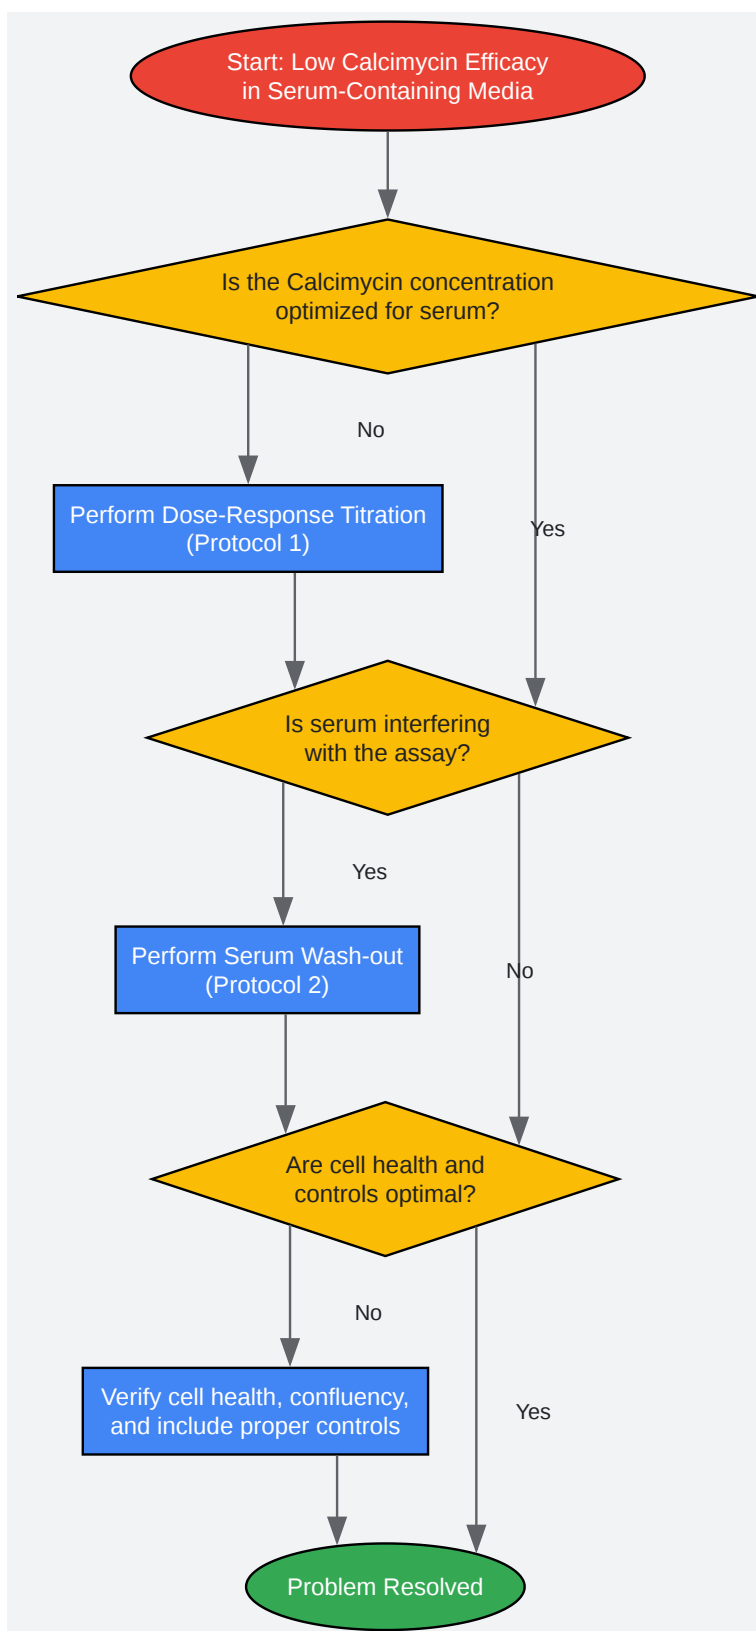 Start: Low Calcimycin Efficacy
in Serum-Containing Media
Is the Calcimycin concentration
optimized for serum?
No
Perform Dose-Response Titration
(Protocol 1)
Yes
Is serum interfering
with the assay?
Yes
Perform Serum Wash-out
(Protocol 2)
No
Are cell health and
controls optimal?
No
Verify cell health, confluency,
and include proper controls
Yes
Problem Resolved